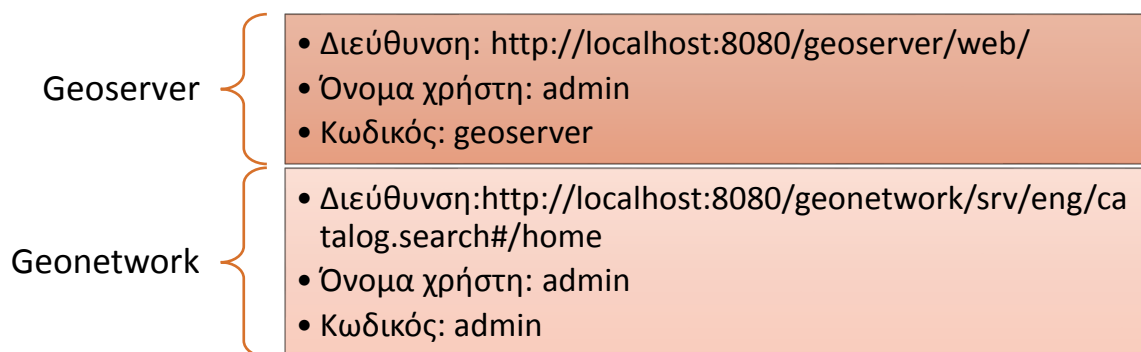 Geoserver
• Διεύθυνση: http://localhost:8080/geoserver/web/
• Όνομα χρήστη: admin
• Κωδικός: geoserver
Geonetwork
• Διεύθυνση:http://localhost:8080/geonetwork/srv/eng/ca
talog.search#/home
• Όνομα χρήστη: admin
• Κωδικός: admin